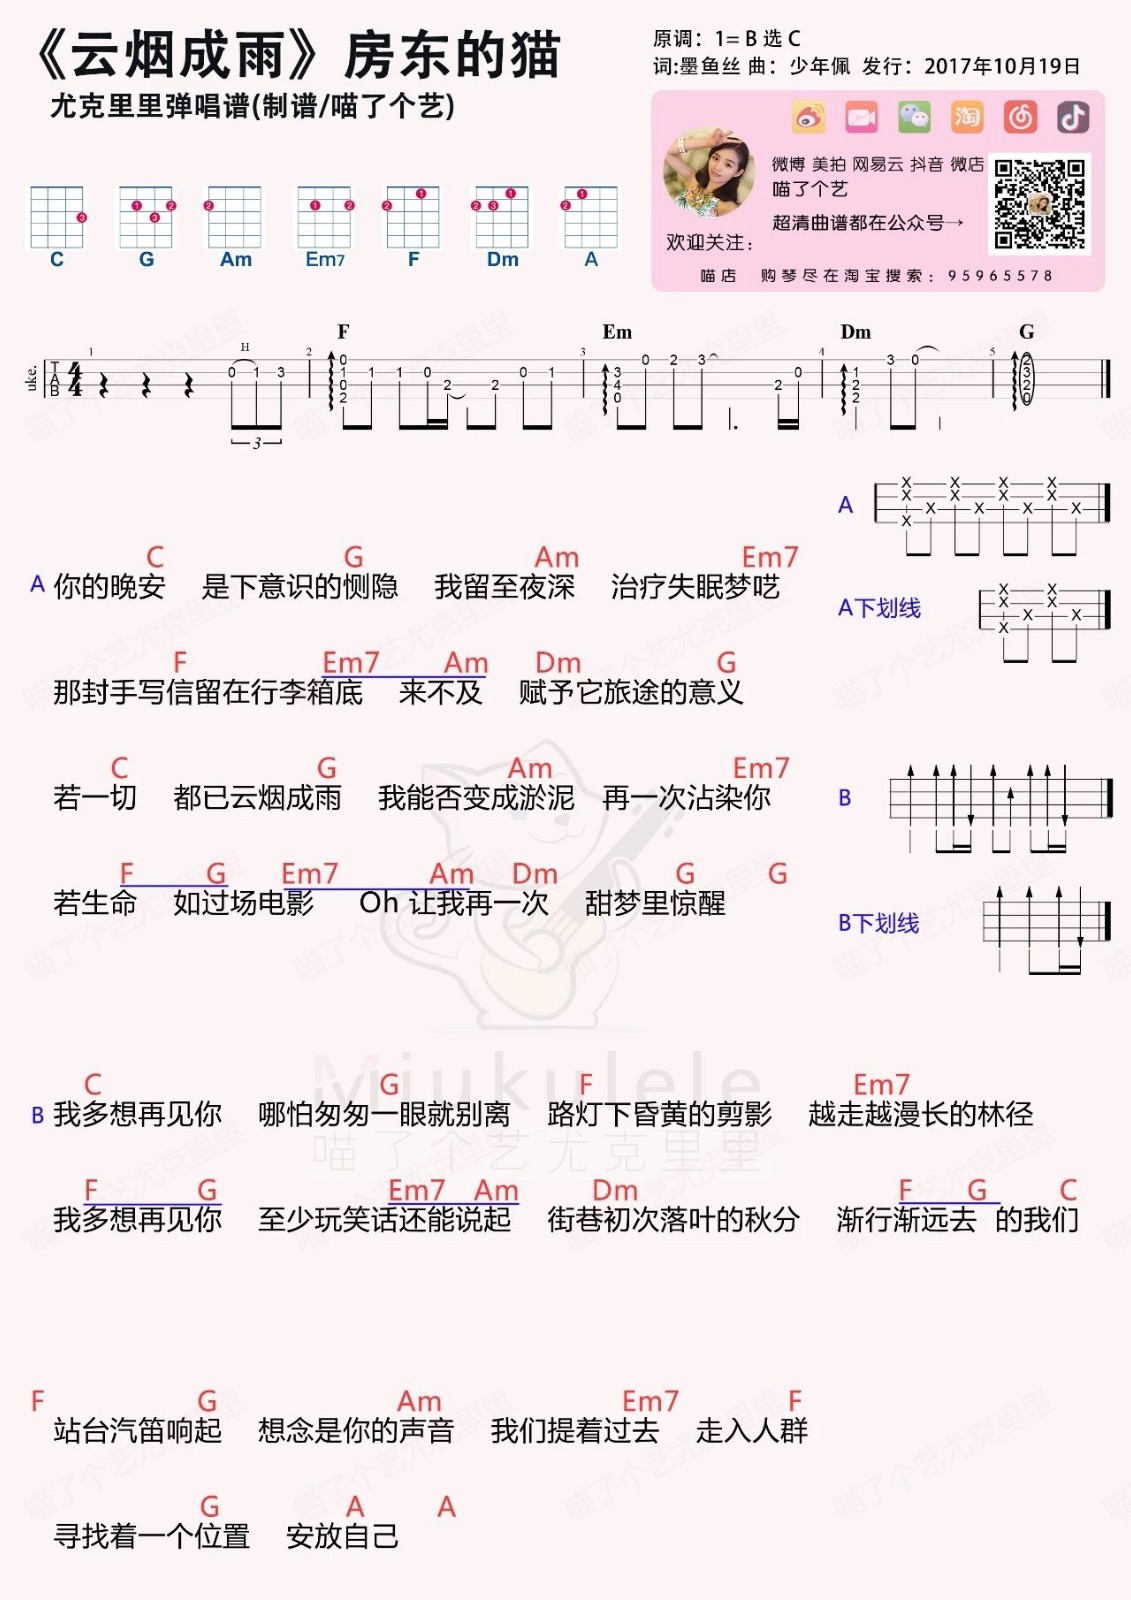 《云烟成雨》房东的猫
尤克里里弹唱谱(制谱/喵了个艺)
原调：1= B 选 C
词:墨鱼丝 曲：少年佩 发行：2017年10月19日
微博 美拍 网易云 抖音 微店
喵了个艺
超清曲谱都在公众号→
欢迎关注：
喵店 购琴尽在淘宝搜索：95965578
淘
C G Am Em7 F Dm A
F Em Dm G
uke.
H
3
A
C G Am Em7
A 你的晚安 是下意识的恻隐 我留至夜深 治疗失眠梦呓
A下划线
F Em7 Am Dm G
那封手写信留在行李箱底 来不及 赋予它旅途的意义
C G Am Em7
若一切 都已云烟成雨 我能否变成淤泥 再一次沾染你
B
F G Em7 Am Dm G G
若生命 如过场电影 Oh 让我再一次 甜梦里惊醒
B下划线
Miukulele
喵了个艺尤克里里
C G F Em7
B 我多想再见你 哪怕匆匆一眼就别离 路灯下昏黄的剪影 越走越漫长的林径
F G Em7 Am Dm F G C
我多想再见你 至少玩笑话还能说起 街巷初次落叶的秋分 渐行渐远去 的我们
F G Am Em7 F
站台汽笛响起 想念是你的声音 我们提着过去 走入人群
G A A
寻找着一个位置 安放自己